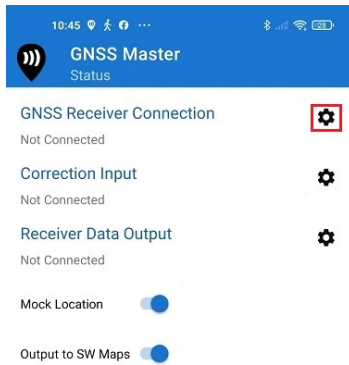 10:45
28
GNSS Master
Status
GNSS Receiver Connection
Not Connected
Correction Input
Not Connected
Receiver Data Output
Not Connected
Mock Location
Output to SW Maps